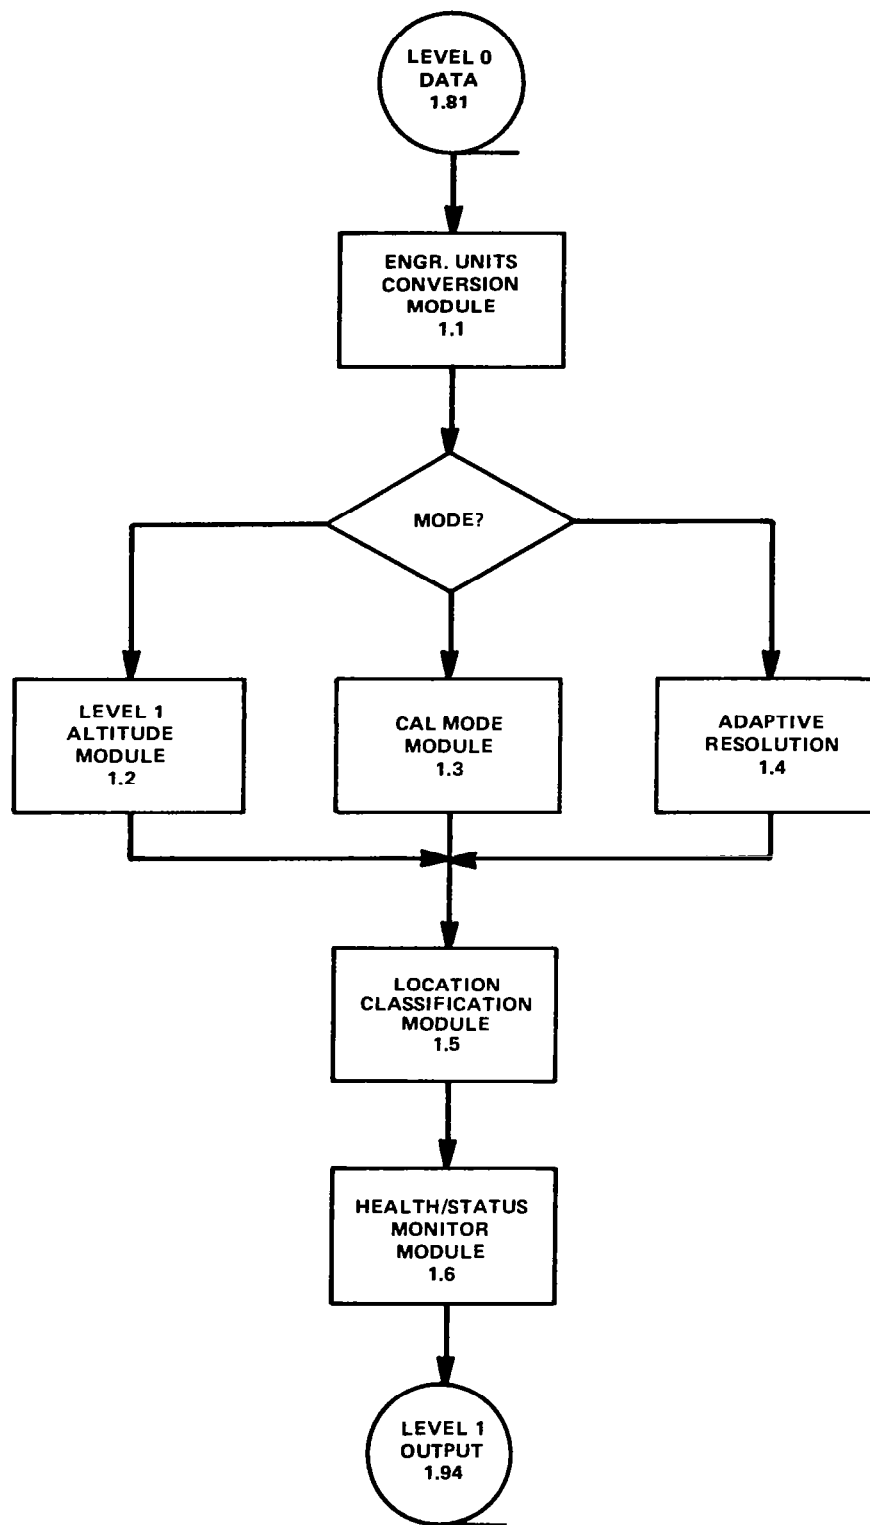 LEVEL 0
DATA
1.81
ENGR. UNITS
CONVERSION
MODULE
1.1
MODE?
LEVEL 1
ALTITUDE
MODULE
1.2
CAL MODE
MODULE
1.3
ADAPTIVE
RESOLUTION
1.4
LOCATION
CLASSIFICATION
MODULE
1.5
HEALTH/STATUS
MONITOR
MODULE
1.6
LEVEL 1
OUTPUT
1.94